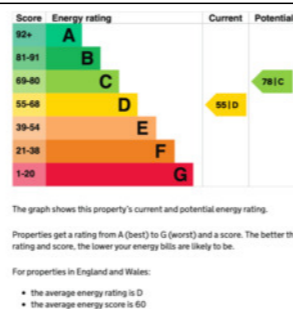 Score Energy rating Current Potential
92+ A
81-91 B
69-80 C 78|C
55-68 D 55|D
39-54 E
21-38 F
1-20 G
The graph shows this property's current and potential energy rating.
Properties get a rating from A (best) to G (worst) and a score. The better th
rating and score, the lower your energy bills are likely to be.
For properties in England and Wales:
• the average energy rating is D
• the average energy score is 60